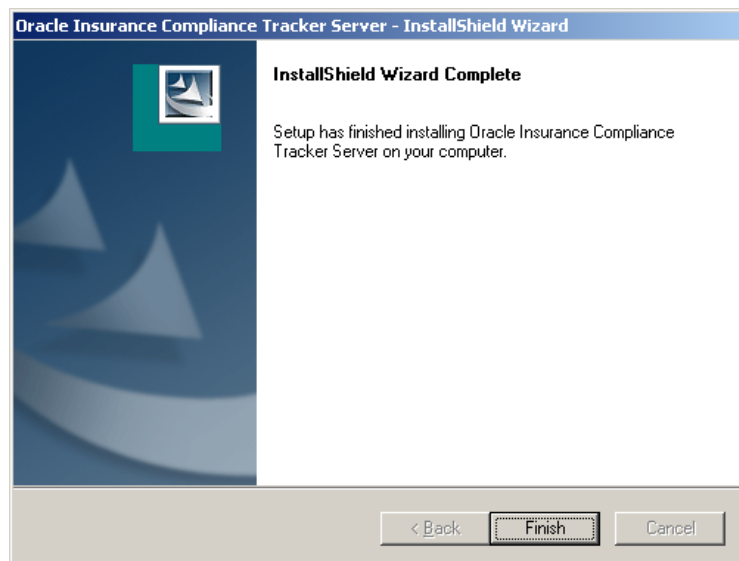 Oracle Insurance Compliance Tracker Server - InstallShield Wizard
InstallShield Wizard Complete
Setup has finished installing Oracle Insurance Compliance
Tracker Server on your computer.
< Back
Finish
Cancel